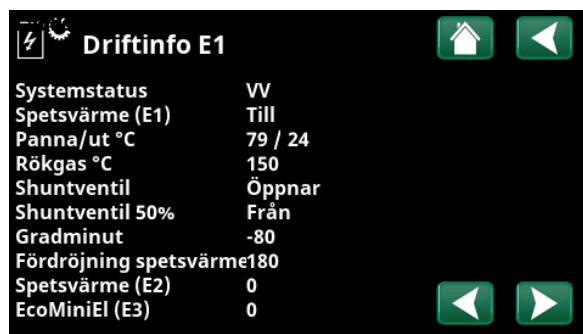 Driftinfo E1
Systemstatus VV
Spetsvärme (E1) Till
Panna/ut °C 79 / 24
Rökgas °C 150
Shuntventil Öppnar
Shuntventil 50% Från
Gradminut -80
Fördröjning spetsvärme180
Spetsvärme (E2) 0
EcoMiniEl (E3) 0